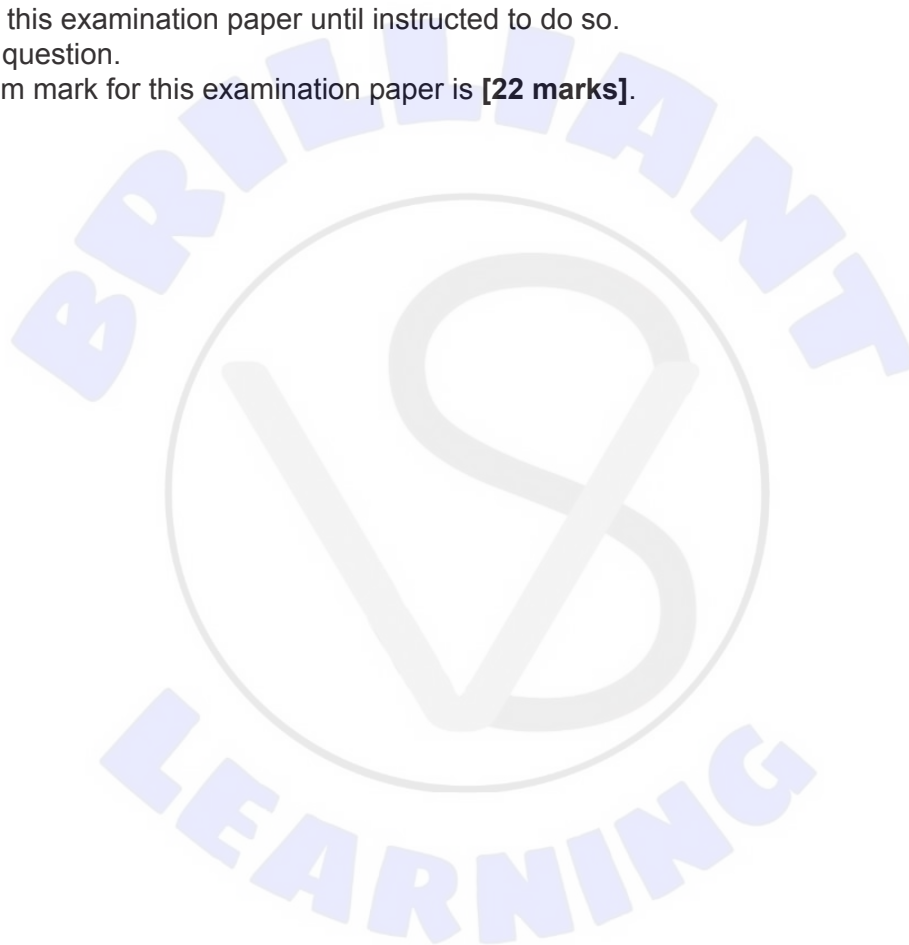 this examination paper until instructed to do so.
question.
m mark for this examination paper is [22 marks].
BRILLIANT
VS
LEARNING